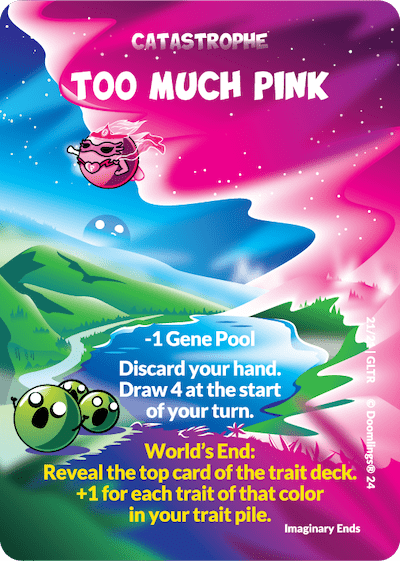 CATASTROPHE
TOO MUCH PINK
-1 Gene Pool
Discard your hand.
Draw 4 at the start
of your turn.
World's End:
Reveal the top card of the trait deck.
+1 for each trait of that color
in your trait pile.
Imaginary Ends
GLTR
© Doomlings® 24